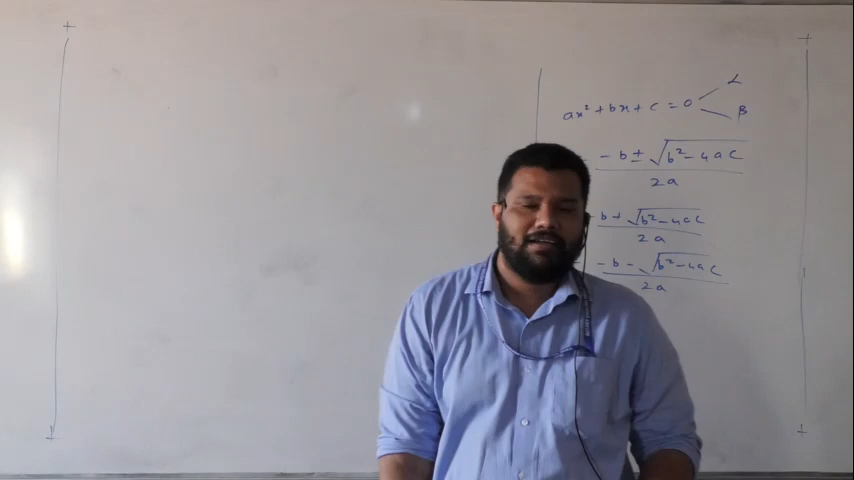 ax² + bx + c = 0
α
β
-b ± √(b² - 4ac)
2a
b + √(b² - 4ac)
2a
-b - √(b² - 4ac)
2a